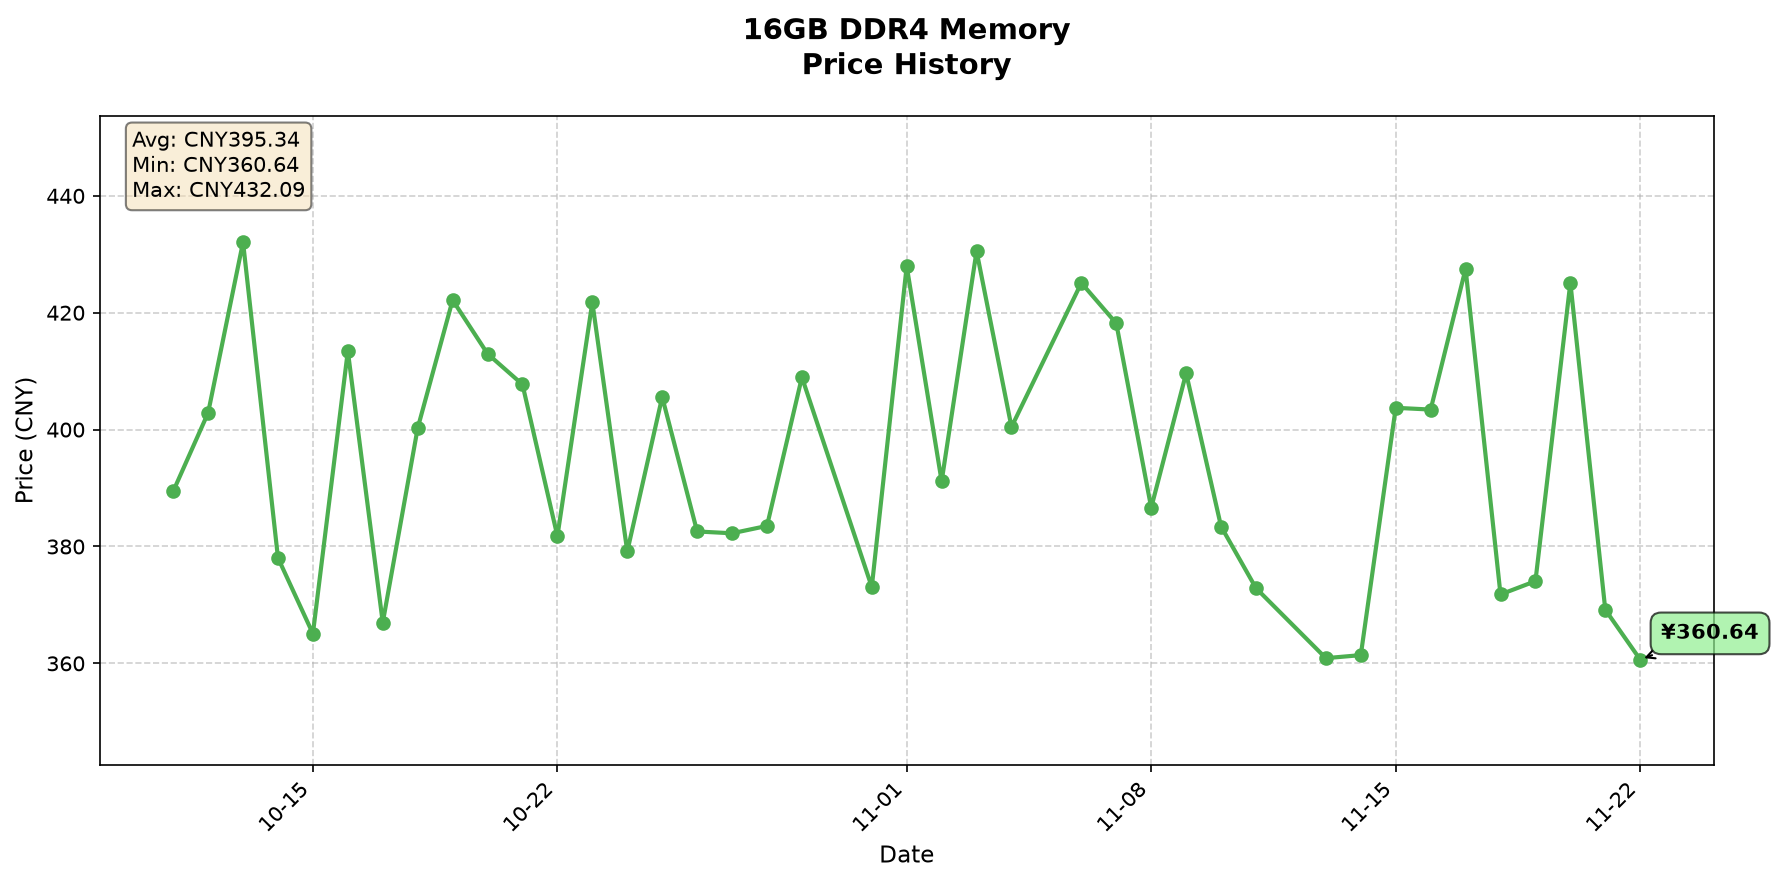 16GB DDR4 Memory
Price History
Avg: CNY395.34
Min: CNY360.64
Max: CNY432.09
Price (CNY)
440
420
400
380
360
¥360.64
10-15
10-22
11-01
11-08
11-15
11-22
Date